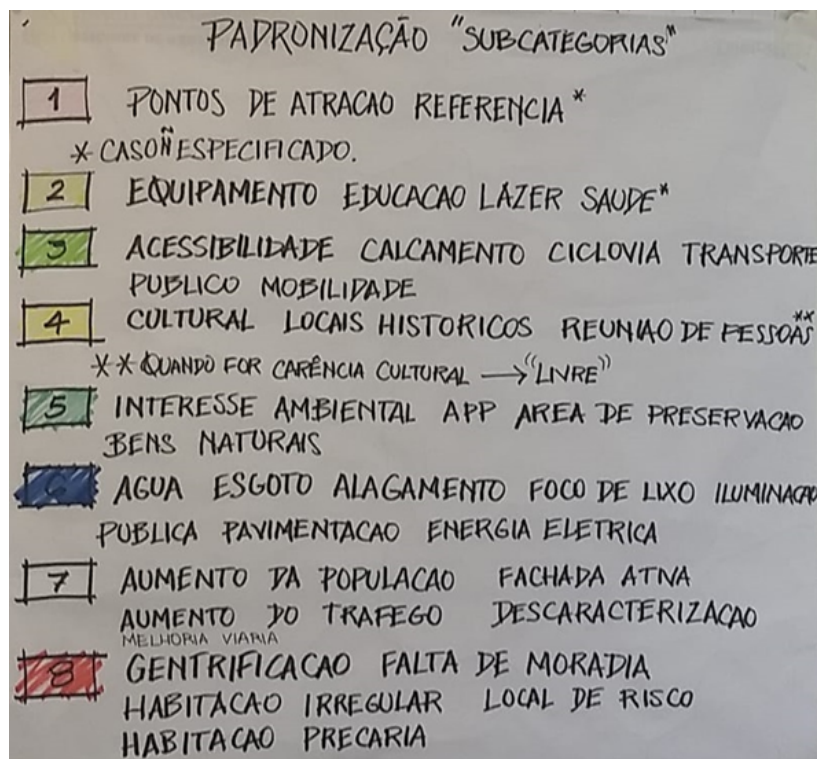 PADRONIZAÇÃO "SUBCATEGORIAS"
1 PONTOS DE ATRACAO REFERENCIA*
* CASO Ñ ESPECIFICADO.
2 EQUIPAMENTO EDUCACAO LAZER SAUDE*
3 ACESSIBILIDADE CALCAMENTO CICLOVIA TRANSPORTE
PUBLICO MOBILIDADE
4 CULTURAL LOCAIS HISTORICOS REUNIAO DE PESSOAS**
** QUANDO FOR CARÊNCIA CULTURAL → "LIVRE"
5 INTERESSE AMBIENTAL APP AREA DE PRESERVACAO
BENS NATURAIS
6 AGUA ESGOTO ALAGAMENTO FOCO DE LIXO ILUMINACAO
PUBLICA PAVIMENTACAO ENERGIA ELETRICA
7 AUMENTO DA POPULACAO FACHADA ATIVA
AUMENTO DO TRAFEGO DESCARACTERIZACAO
MELHORIA VIARIA
8 GENTRIFICACAO FALTA DE MORADIA
HABITACAO IRREGULAR LOCAL DE RISCO
HABITACAO PRECARIA